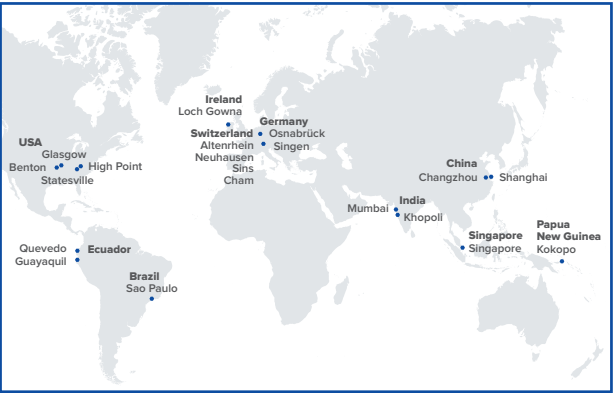 USA
Glasgow
Benton
High Point
Statesville
Quevedo
Guayaquil
Ecuador
Brazil
Sao Paulo
Ireland
Loch Gowna
Switzerland
Altenrhein
Neuhausen
Sins
Cham
Germany
Osnabrück
Singen
Mumbai
India
Khopoli
China
Changzhou
Shanghai
Singapore
Singapore
Papua
New Guinea
Kokopo